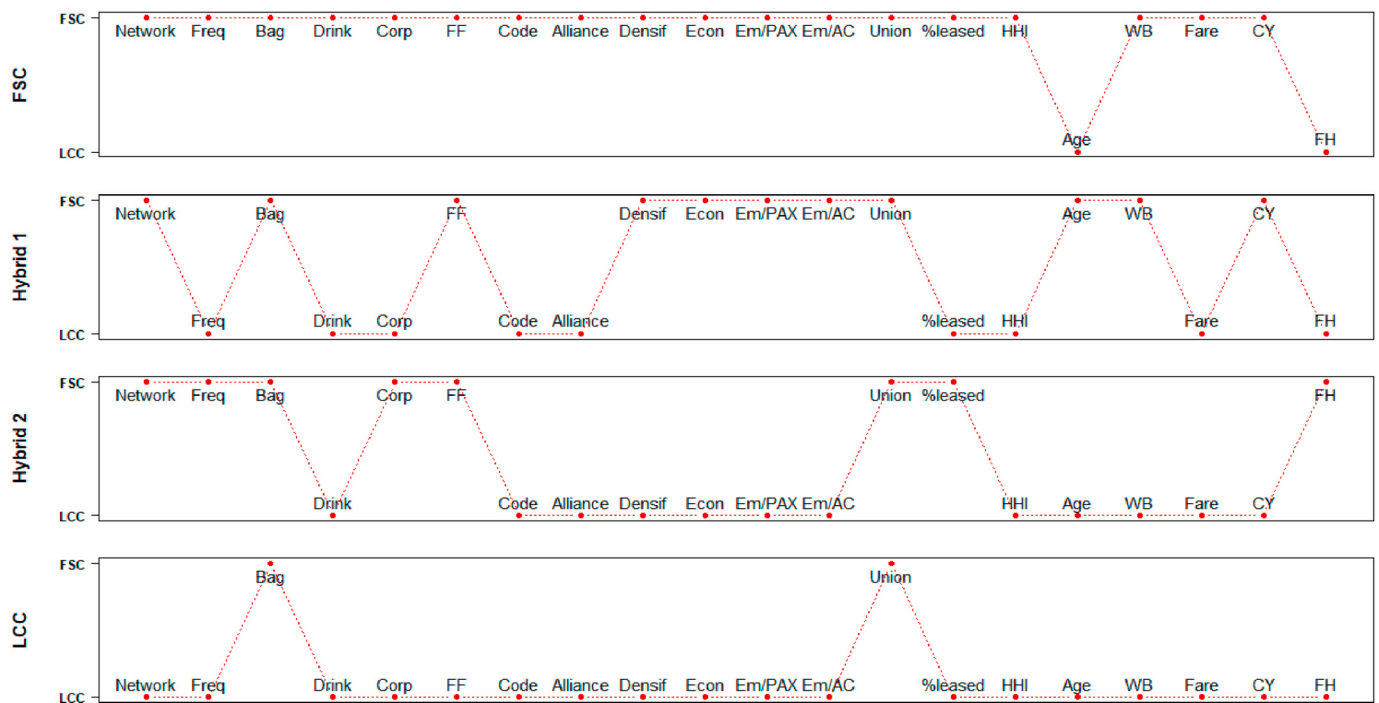 FSC
Network Freq Bag Drink Corp FF Code Alliance Densif Econ Em/PAX Em/AC Union %leased HHI WB Fare CY
FSC
Age FH
LCC
FSC
Network Bag FF Densif Econ Em/PAX Em/AC Union Age WB CY
Hybrid 1
Freq Drink Corp Code Alliance %leased HHI Fare FH
LCC
FSC
Network Freq Bag Corp FF Union %leased FH
Hybrid 2
Drink Code Alliance Densif Econ Em/PAX Em/AC HHI Age WB Fare CY
LCC
FSC
Bag Union
LCC
Network Freq Drink Corp FF Code Alliance Densif Econ Em/PAX Em/AC %leased HHI Age WB Fare CY FH
LCC